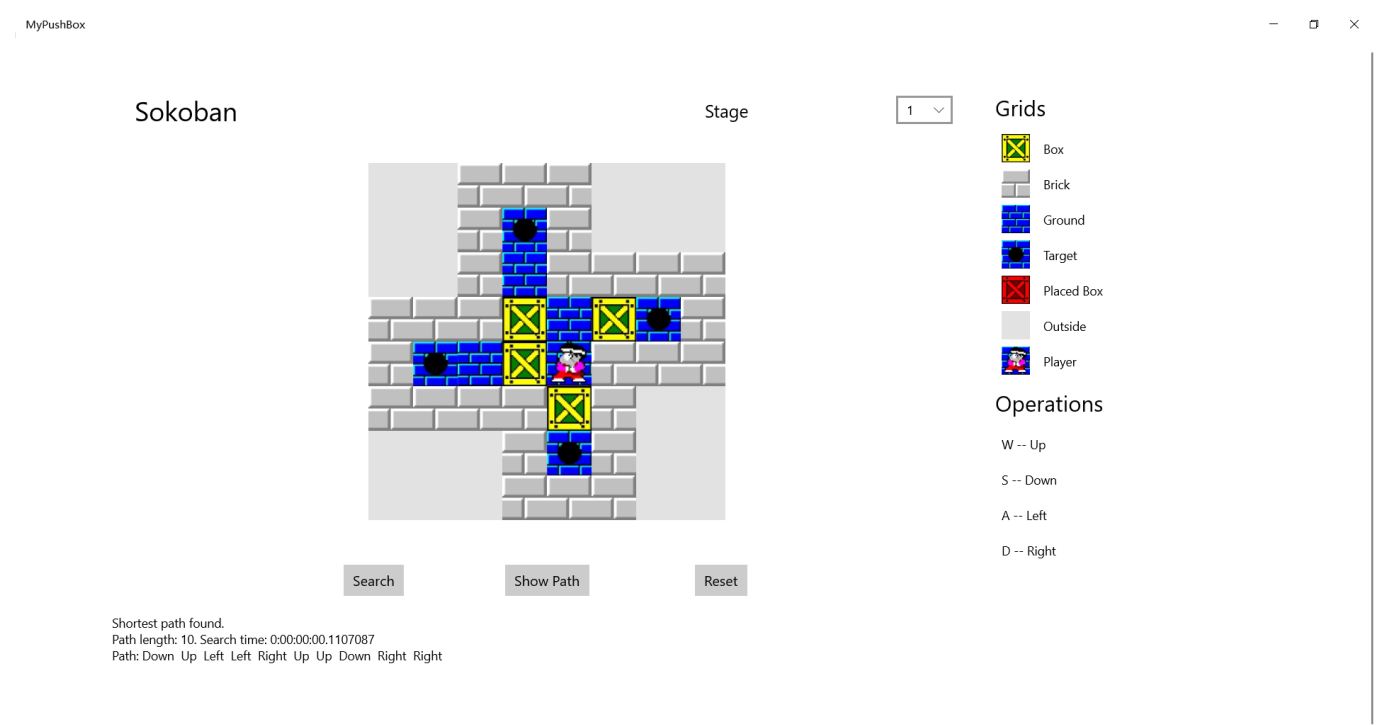 MyPushBox
Sokoban
Stage
1
Grids
Box
Brick
Ground
Target
Placed Box
Outside
Player
Operations
W -- Up
S -- Down
A -- Left
D -- Right
Search
Show Path
Reset
Shortest path found.
Path length: 10. Search time: 0:00:00:00.1107087
Path: Down Up Left Left Right Up Up Down Right Right